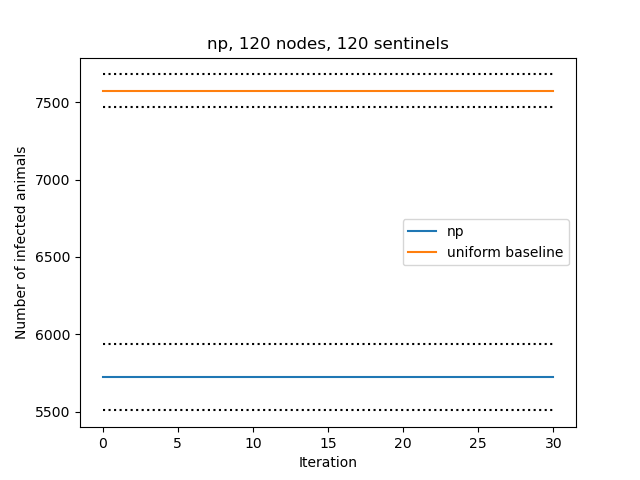 np, 120 nodes, 120 sentinels
Number of infected animals
7500
7000
6500
6000
5500
np
uniform baseline
0 5 10 15 20 25 30
Iteration